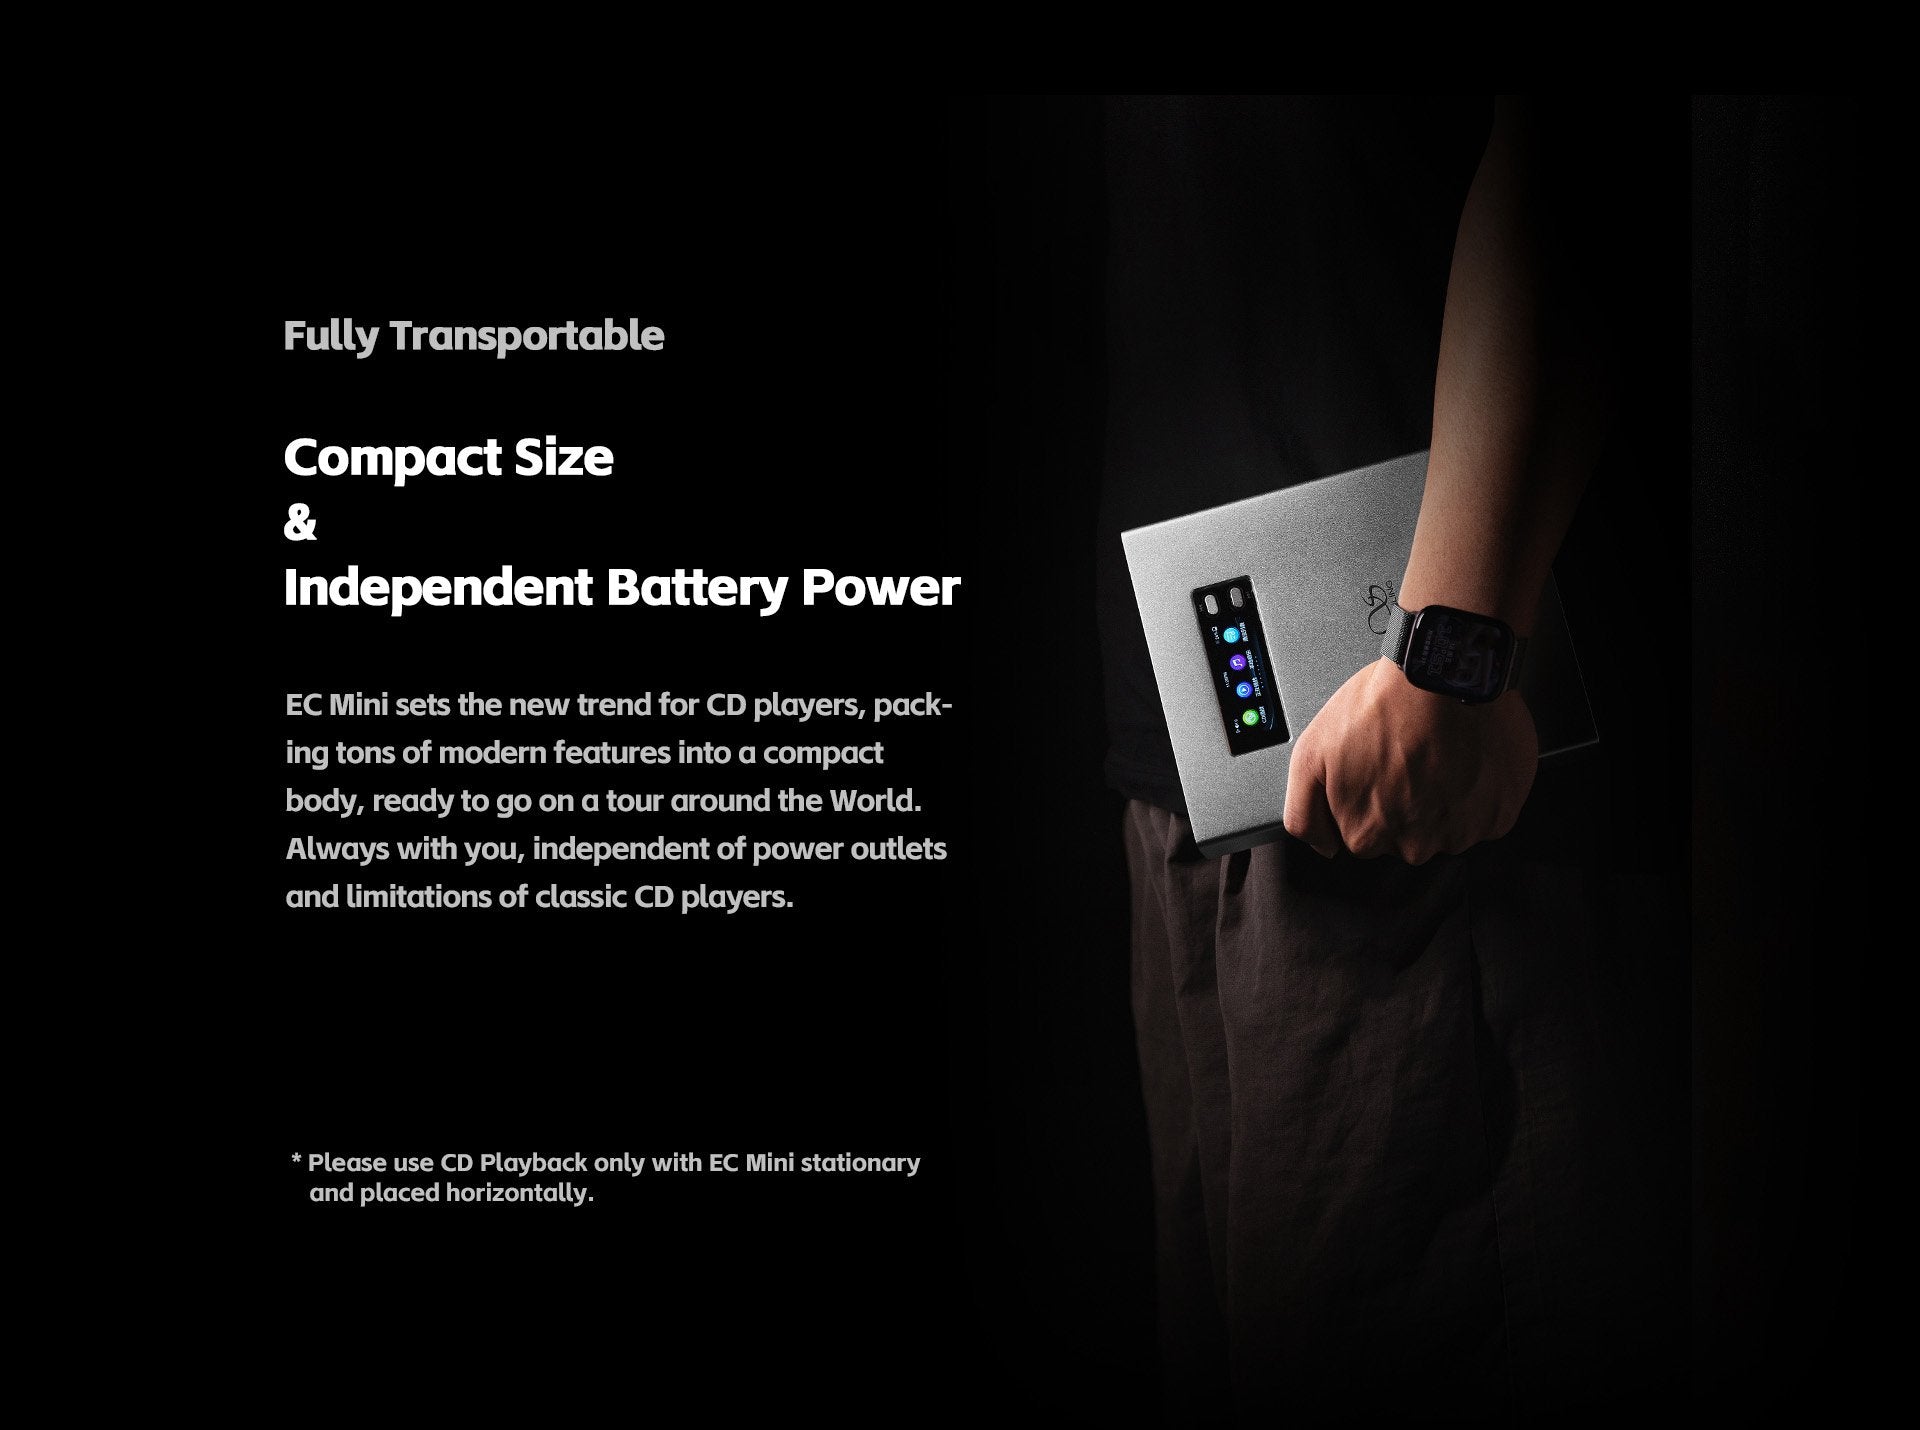 Fully Transportable
Compact Size
&
Independent Battery Power
EC Mini sets the new trend for CD players, pack-
ing tons of modern features into a compact
body, ready to go on a tour around the World.
Always with you, independent of power outlets
and limitations of classic CD players.
* Please use CD Playback only with EC Mini stationary
and placed horizontally.